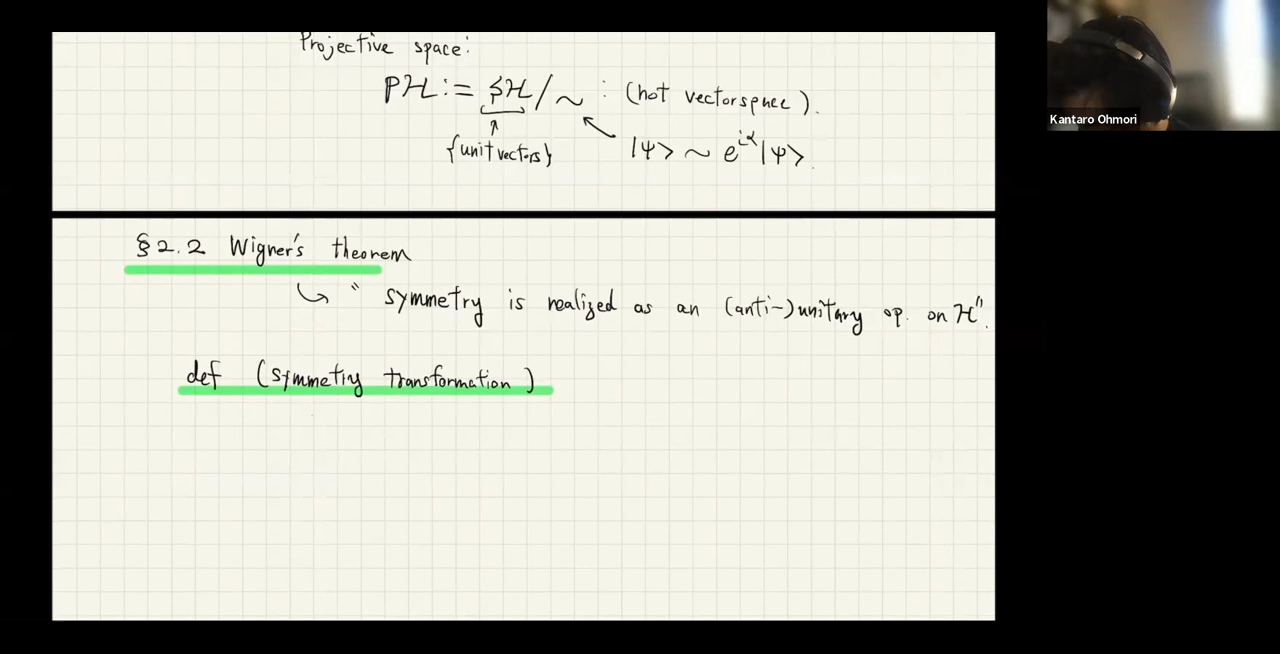 Projective space:
PH := SH/~ : (not vectorspace).
{unit vectors}
|ψ> ~ e^{iα}|ψ>.
Kantaro Ohmori
§2.2 Wigner's theorem
↳ " symmetry is realized as an (anti-)unitary op. on H".
def (symmetry transformation)